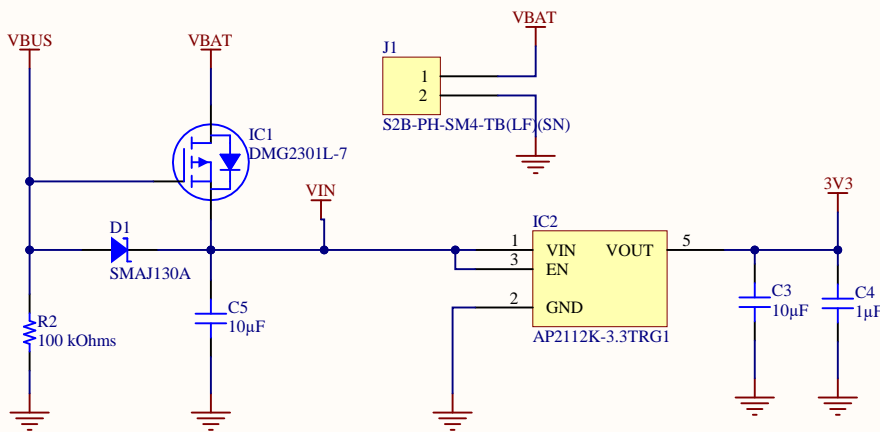 VBUS
VBAT
VBAT
J1
1
2
S2B-PH-SM4-TB(LF)(SN)
IC1
DMG2301L-7
VIN
3V3
D1
SMAJ130A
IC2
1
VIN
VOUT
5
3
EN
2
GND
AP2112K-3.3TRG1
R2
100 kOhms
C5
10µF
C3
10µF
C4
1µF